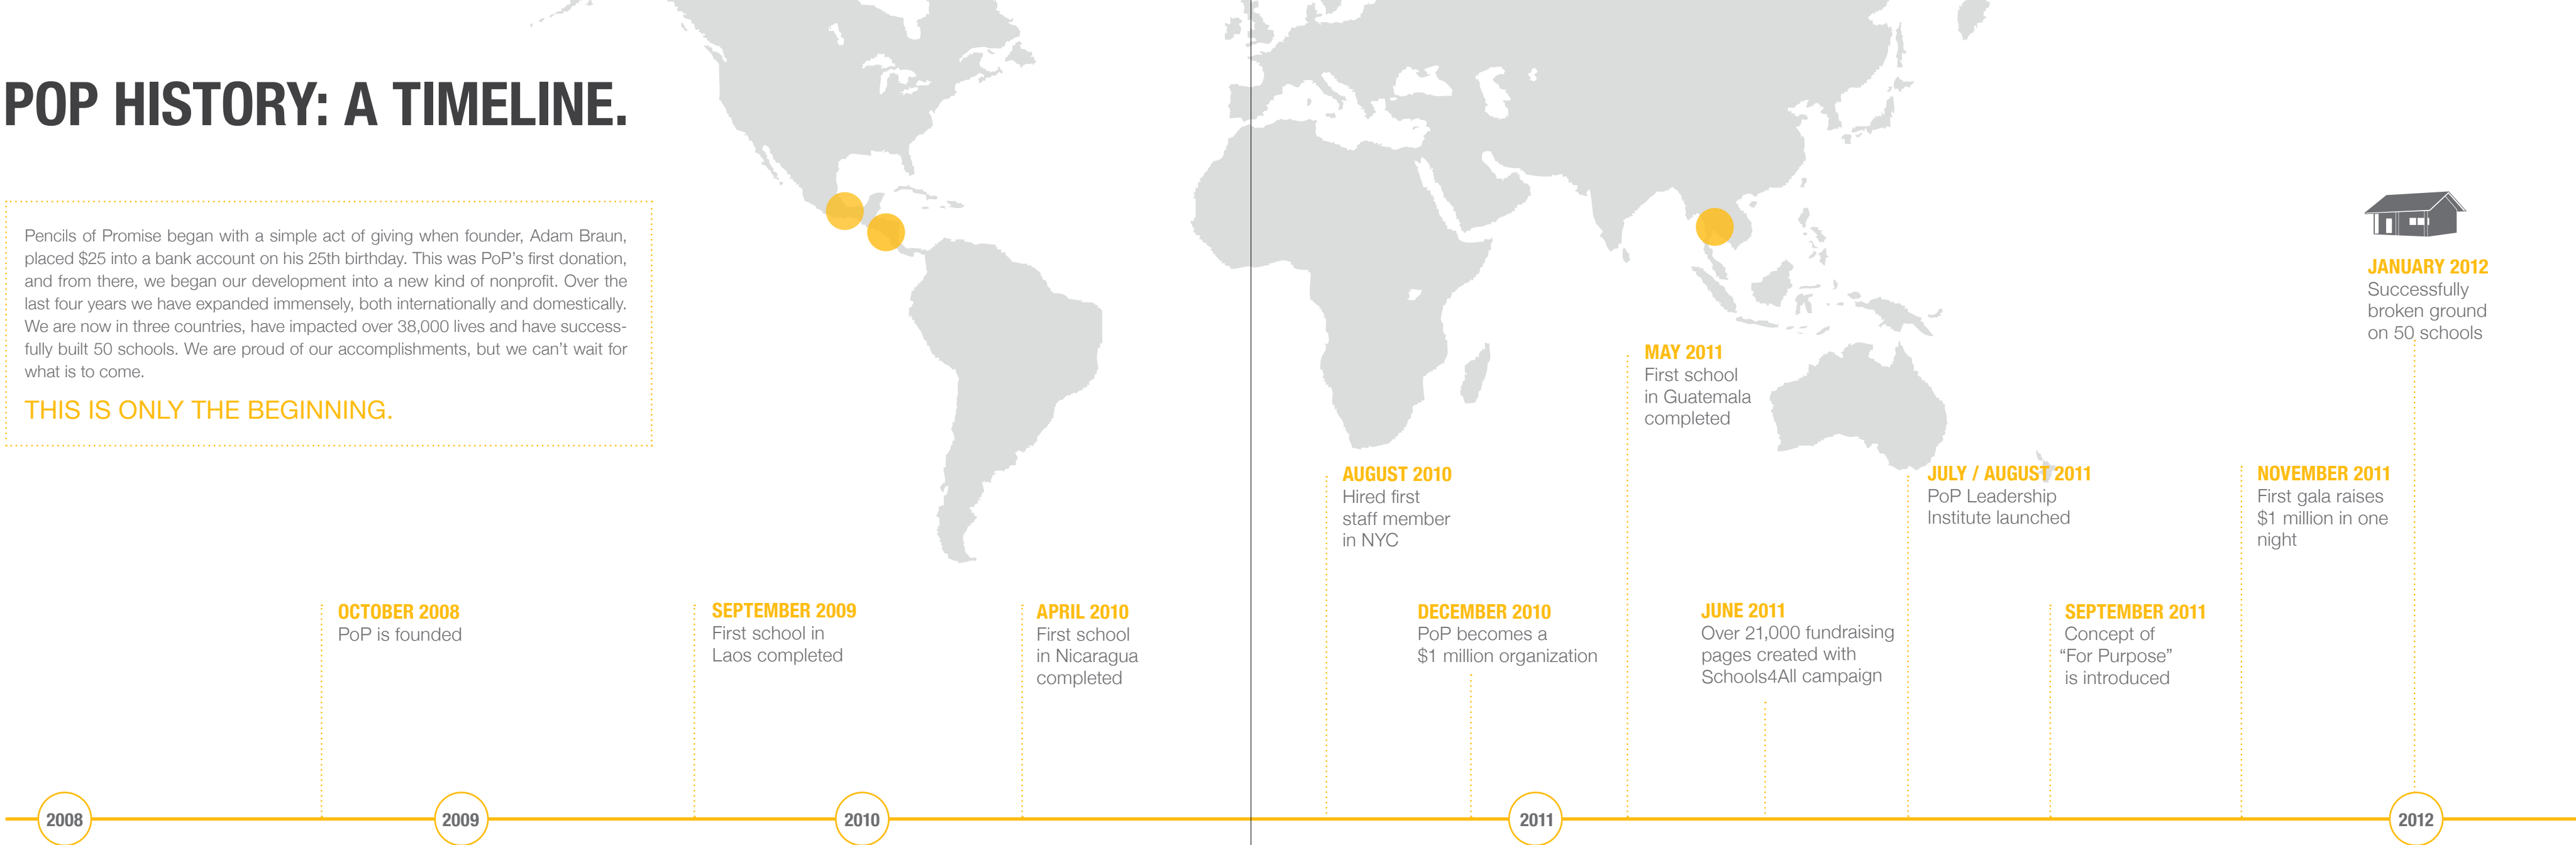 POP HISTORY: A TIMELINE.
Pencils of Promise began with a simple act of giving when founder, Adam Braun,
placed $25 into a bank account on his 25th birthday. This was PoP’s first donation,
and from there, we began our development into a new kind of nonprofit. Over the
last four years we have expanded immensely, both internationally and domestically.
We are now in three countries, have impacted over 38,000 lives and have success-
fully built 50 schools. We are proud of our accomplishments, but we can’t wait for
what is to come.
THIS IS ONLY THE BEGINNING.
OCTOBER 2008
PoP is founded
SEPTEMBER 2009
First school in
Laos completed
APRIL 2010
First school
in Nicaragua
completed
AUGUST 2010
Hired first
staff member
in NYC
DECEMBER 2010
PoP becomes a
$1 million organization
MAY 2011
First school
in Guatemala
completed
JUNE 2011
Over 21,000 fundraising
pages created with
Schools4All campaign
JULY / AUGUST 2011
PoP Leadership
Institute launched
SEPTEMBER 2011
Concept of
“For Purpose”
is introduced
NOVEMBER 2011
First gala raises
$1 million in one
night
JANUARY 2012
Successfully
broken ground
on 50 schools
2008
2009
2010
2011
2012